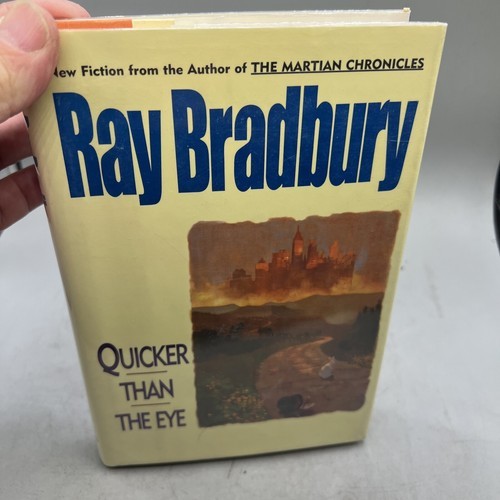 New Fiction from the Author of THE MARTIAN CHRONICLES
Ray Bradbury
QUICKER
THAN
THE EYE